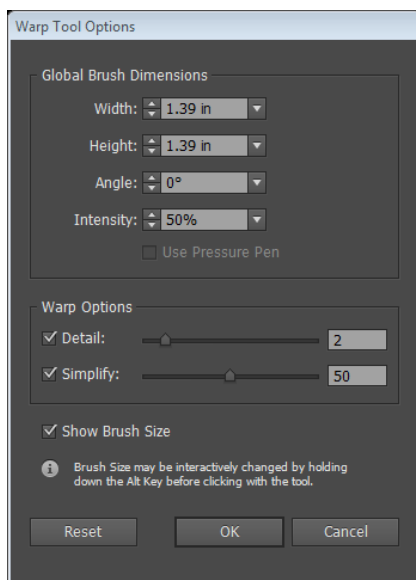 Warp Tool Options
Global Brush Dimensions
Width: 1.39 in
Height: 1.39 in
Angle: 0°
Intensity: 50%
Use Pressure Pen
Warp Options
Detail: 2
Simplify: 50
Show Brush Size
Brush Size may be interactively changed by holding
down the Alt Key before clicking with the tool.
Reset OK Cancel